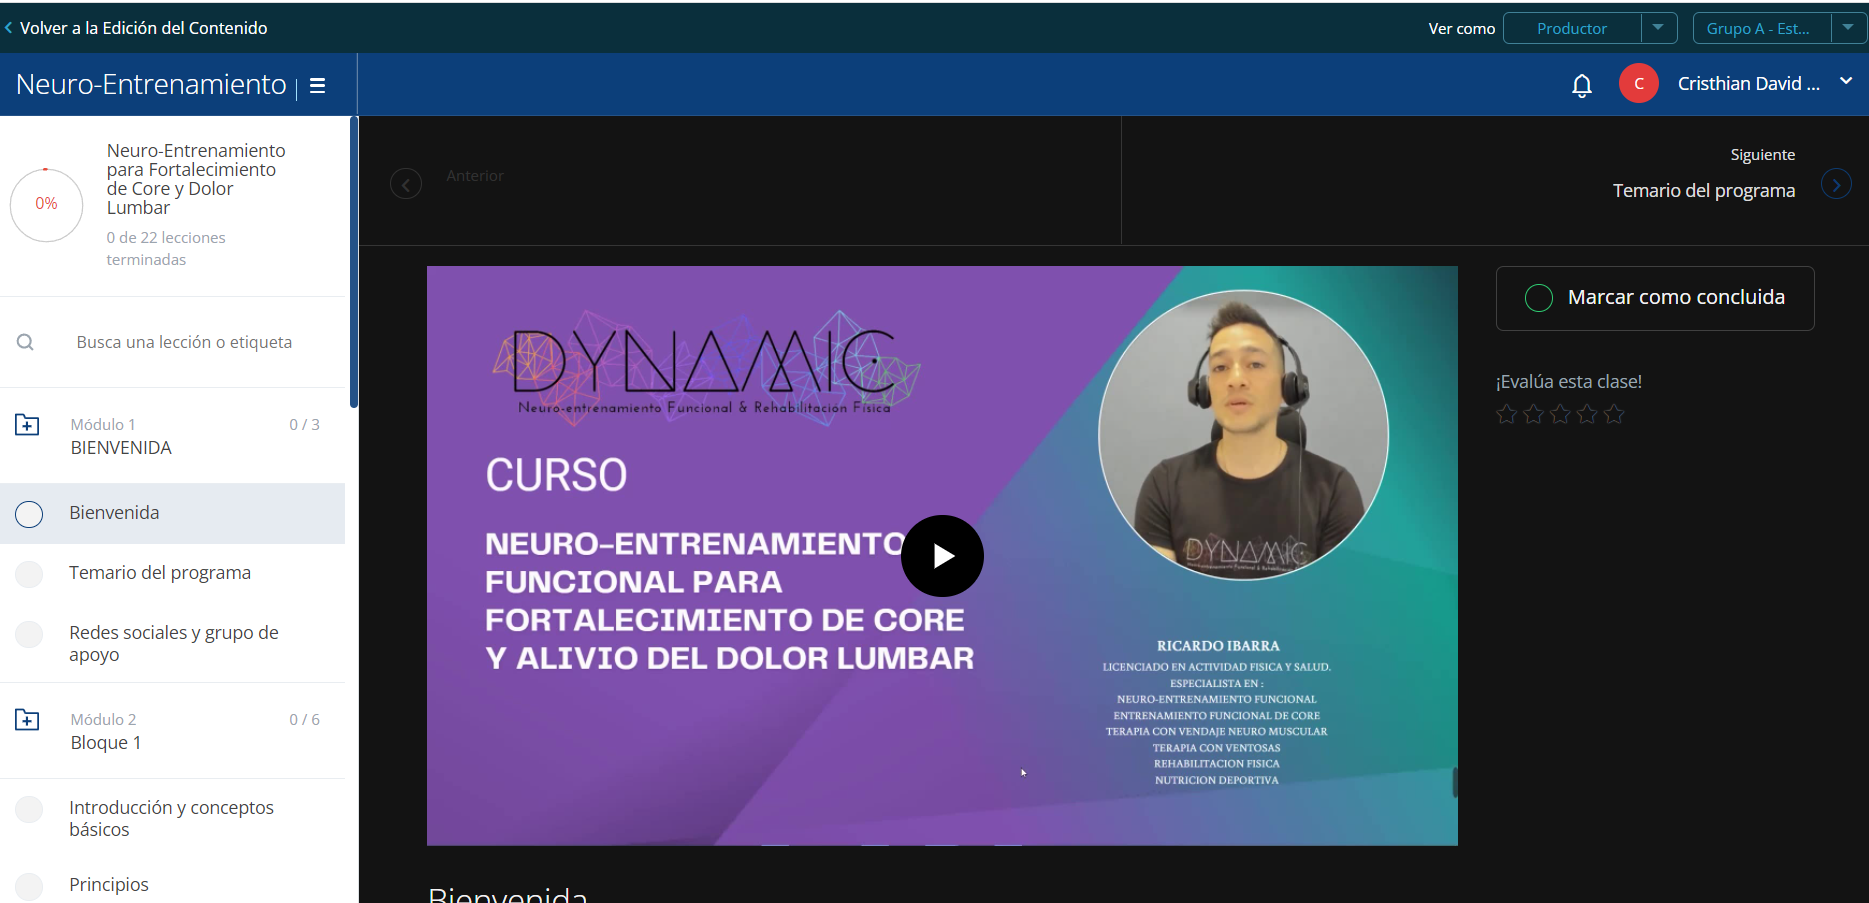 Volver a la Edición del Contenido
Ver como
Productor
Grupo A - Est...
Neuro-Entrenamiento
C
Cristhian David ...
0%
Neuro-Entrenamiento
para Fortalecimiento
de Core y Dolor
Lumbar
0 de 22 lecciones
terminadas
Busca una lección o etiqueta
Módulo 1
0 / 3
BIENVENIDA
Bienvenida
Temario del programa
Redes sociales y grupo de
apoyo
Módulo 2
0 / 6
Bloque 1
Introducción y conceptos
básicos
Principios
Anterior
Siguiente
Temario del programa
DYNAMIC
Neuro-entrenamiento Funcional & Rehabilitación Física
CURSO
NEURO-ENTRENAMIENTO
FUNCIONAL PARA
FORTALECIMIENTO DE CORE
Y ALIVIO DEL DOLOR LUMBAR
DYNAMIC
RICARDO IBARRA
LICENCIADO EN ACTIVIDAD FISICA Y SALUD.
ESPECIALISTA EN :
NEURO-ENTRENAMIENTO FUNCIONAL
ENTRENAMIENTO FUNCIONAL DE CORE
TERAPIA CON VENDAJE NEURO MUSCULAR
TERAPIA CON VENTOSAS
REHABILITACION FISICA
NUTRICION DEPORTIVA
Marcar como concluida
¡Evalúa esta clase!
Bienvenida